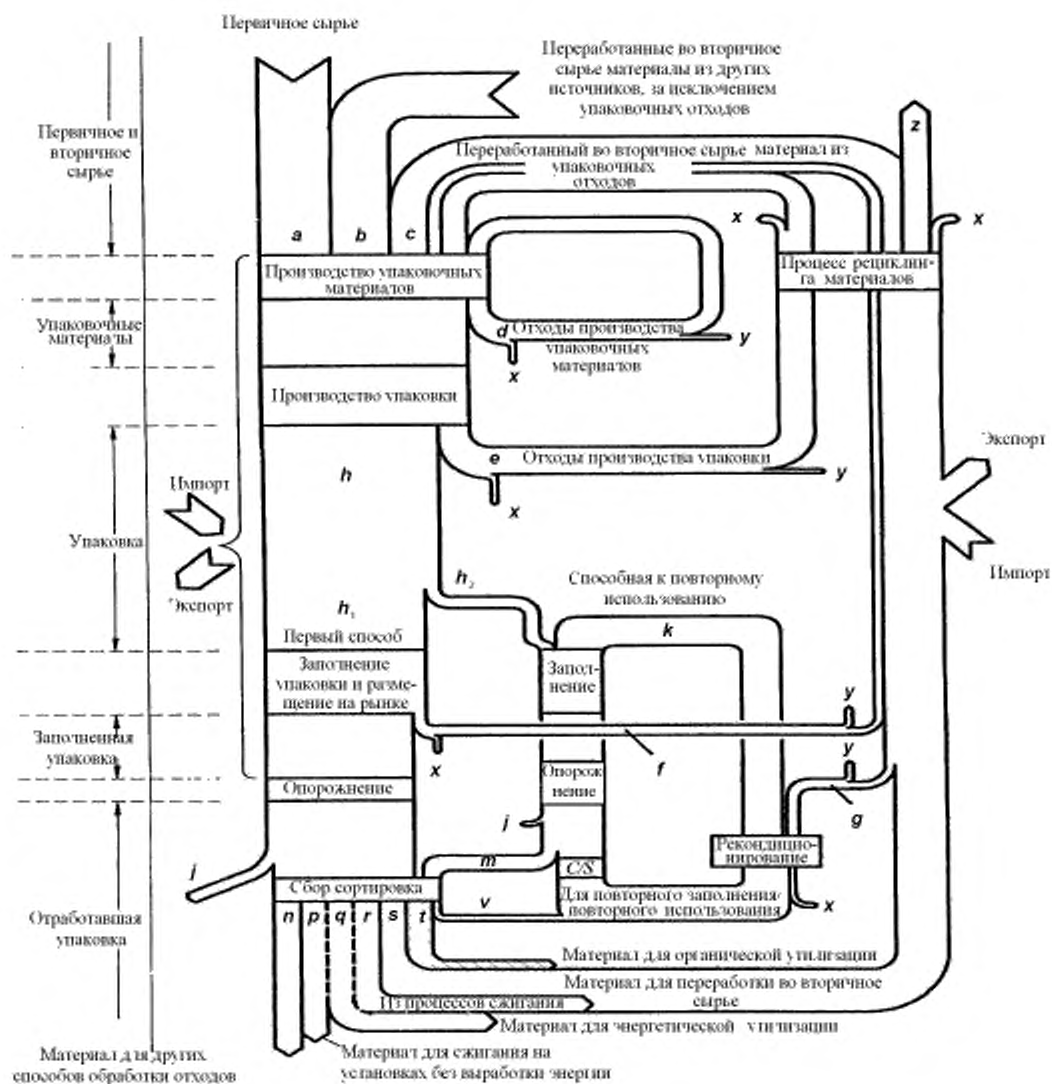 Первичное сырье
Переработанные во вторичное
сырье материалы из других
источников, за исключением
упаковочных отходов
Первичное и
вторичное
сырье
z
Переработанный во вторичное сырье материал из
упаковочных
отходов
x
x
a
b
c
Производство упаковочных
материалов
Процесс рециклин-
га материалов
Упаковочные
материалы
d
Отходы производства
упаковочных
материалов
y
x
Производство упаковки
e
Отходы производства упаковки
y
x
Экспорт
Импорт
h
Импорт
Упаковка
Экспорт
h₂
h₁
Способная к повторному
использованию
k
Первый способ
Заполнение
упаковки и разме-
щение на рынке
Запол-
нение
y
Заполненная
упаковка
x
f
y
Опорожнение
Опорож
нение
g
j
j
m
C/S
Рекондицио-
нирование
Сбор сортировка
v
Для повторного заполнения/
повторного использования
x
Отработавшая
упаковка
n
p
q
r
s
t
Материал для органической утилизации
Материал для переработки во вторичное
сырье
Из процессов сжигания
Материал для энергетической утилизации
Материал для других
способов обработки отходов
Материал для сжигания на
установках без выработки энергии